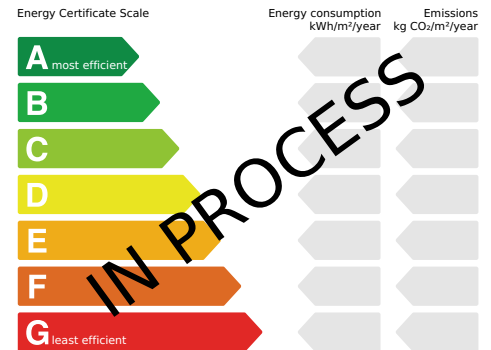 Energy Certificate Scale
Energy consumption
kWh/m²/year
Emissions
kg CO₂/m²/year
A most efficient
B
C
D
E
F
G least efficient
IN PROCESS